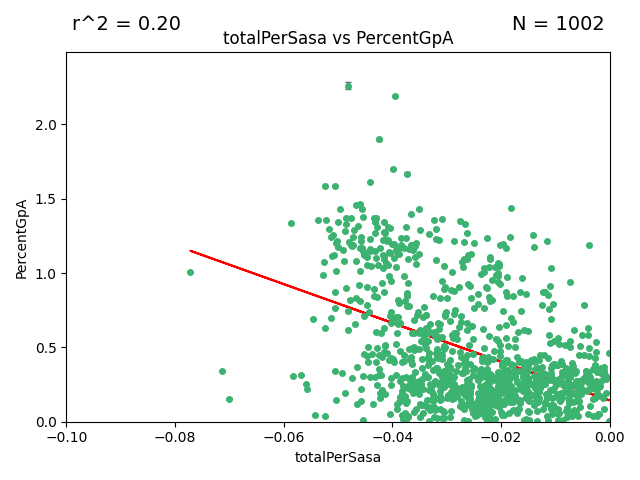 r^2 = 0.20
N = 1002
totalPerSasa vs PercentGpA
PercentGpA
2.0
1.5
1.0
0.5
0.0
−0.10 −0.08 −0.06 −0.04 −0.02 0.00
totalPerSasa